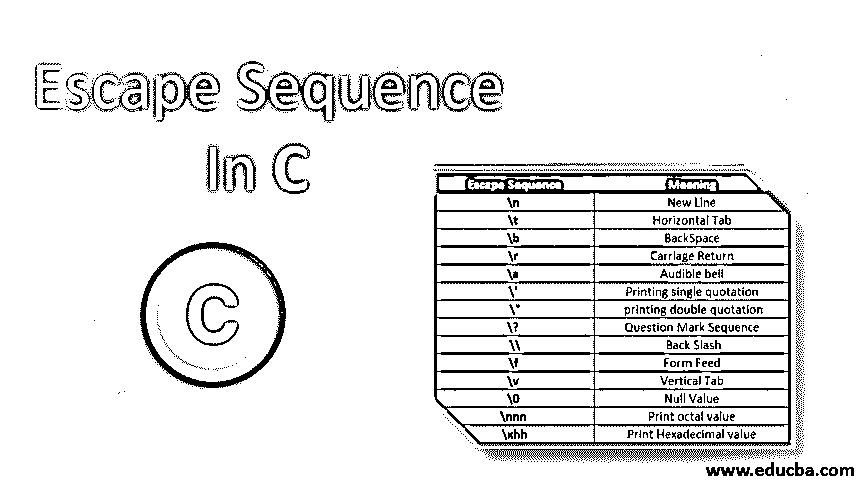 Escape Sequence
In C
C
Escape Sequence Meaning
\n New Line
\t Horizontal Tab
\b BackSpace
\r Carriage Return
\a Audible bell
\' Printing single quotation
\" printing double quotation
\? Question Mark Sequence
\\ Back Slash
\f Form Feed
\v Vertical Tab
\0 Null Value
\nnn Print octal value
\xhh Print Hexadecimal value
www.educba.com